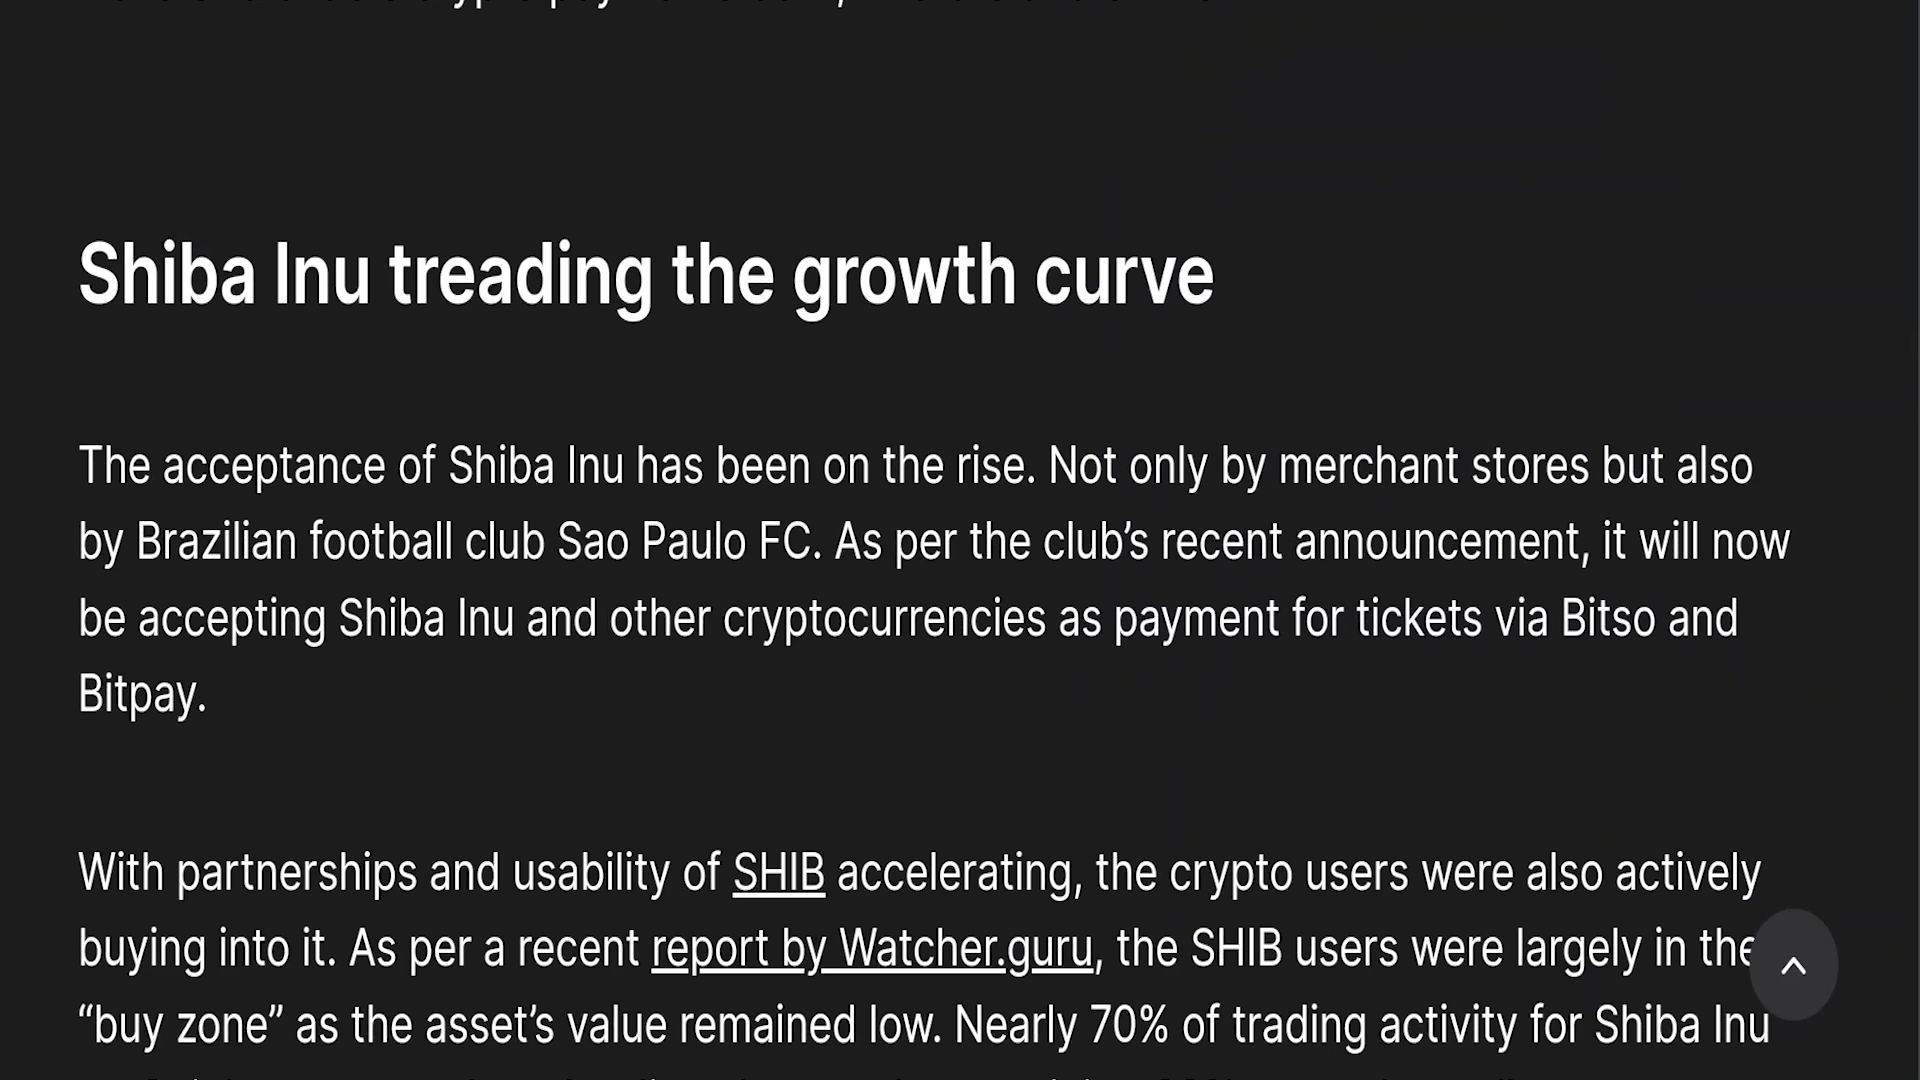 Shiba Inu treading the growth curve
The acceptance of Shiba Inu has been on the rise. Not only by merchant stores but also
by Brazilian football club Sao Paulo FC. As per the club’s recent announcement, it will now
be accepting Shiba Inu and other cryptocurrencies as payment for tickets via Bitso and
Bitpay.
With partnerships and usability of SHIB accelerating, the crypto users were also actively
buying into it. As per a recent report by Watcher.guru, the SHIB users were largely in the
“buy zone” as the asset’s value remained low. Nearly 70% of trading activity for Shiba Inu